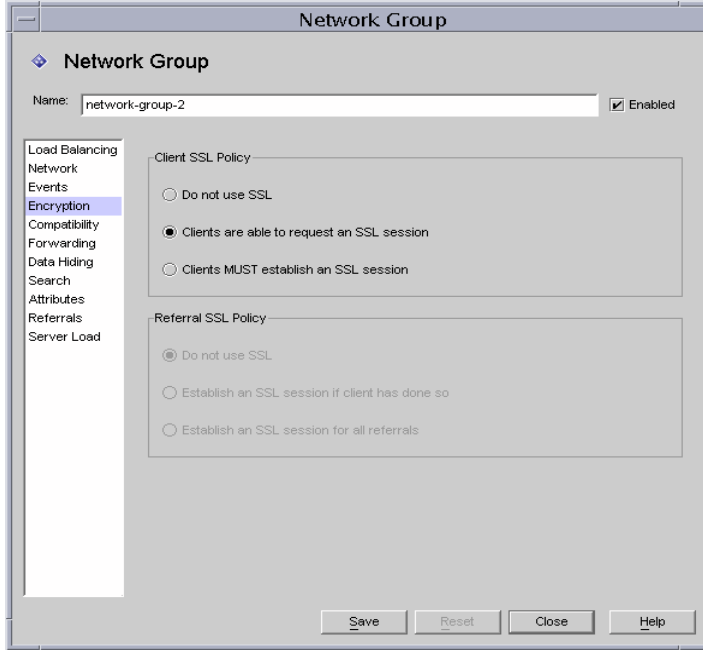 Network Group
Network Group
Name: network-group-2 Enabled
Load Balancing
Network
Events
Encryption
Compatibility
Forwarding
Data Hiding
Search
Attributes
Referrals
Server Load
Client SSL Policy
Do not use SSL
Clients are able to request an SSL session
Clients MUST establish an SSL session
Referral SSL Policy
Do not use SSL
Establish an SSL session if client has done so
Establish an SSL session for all referrals
Save Reset Close Help